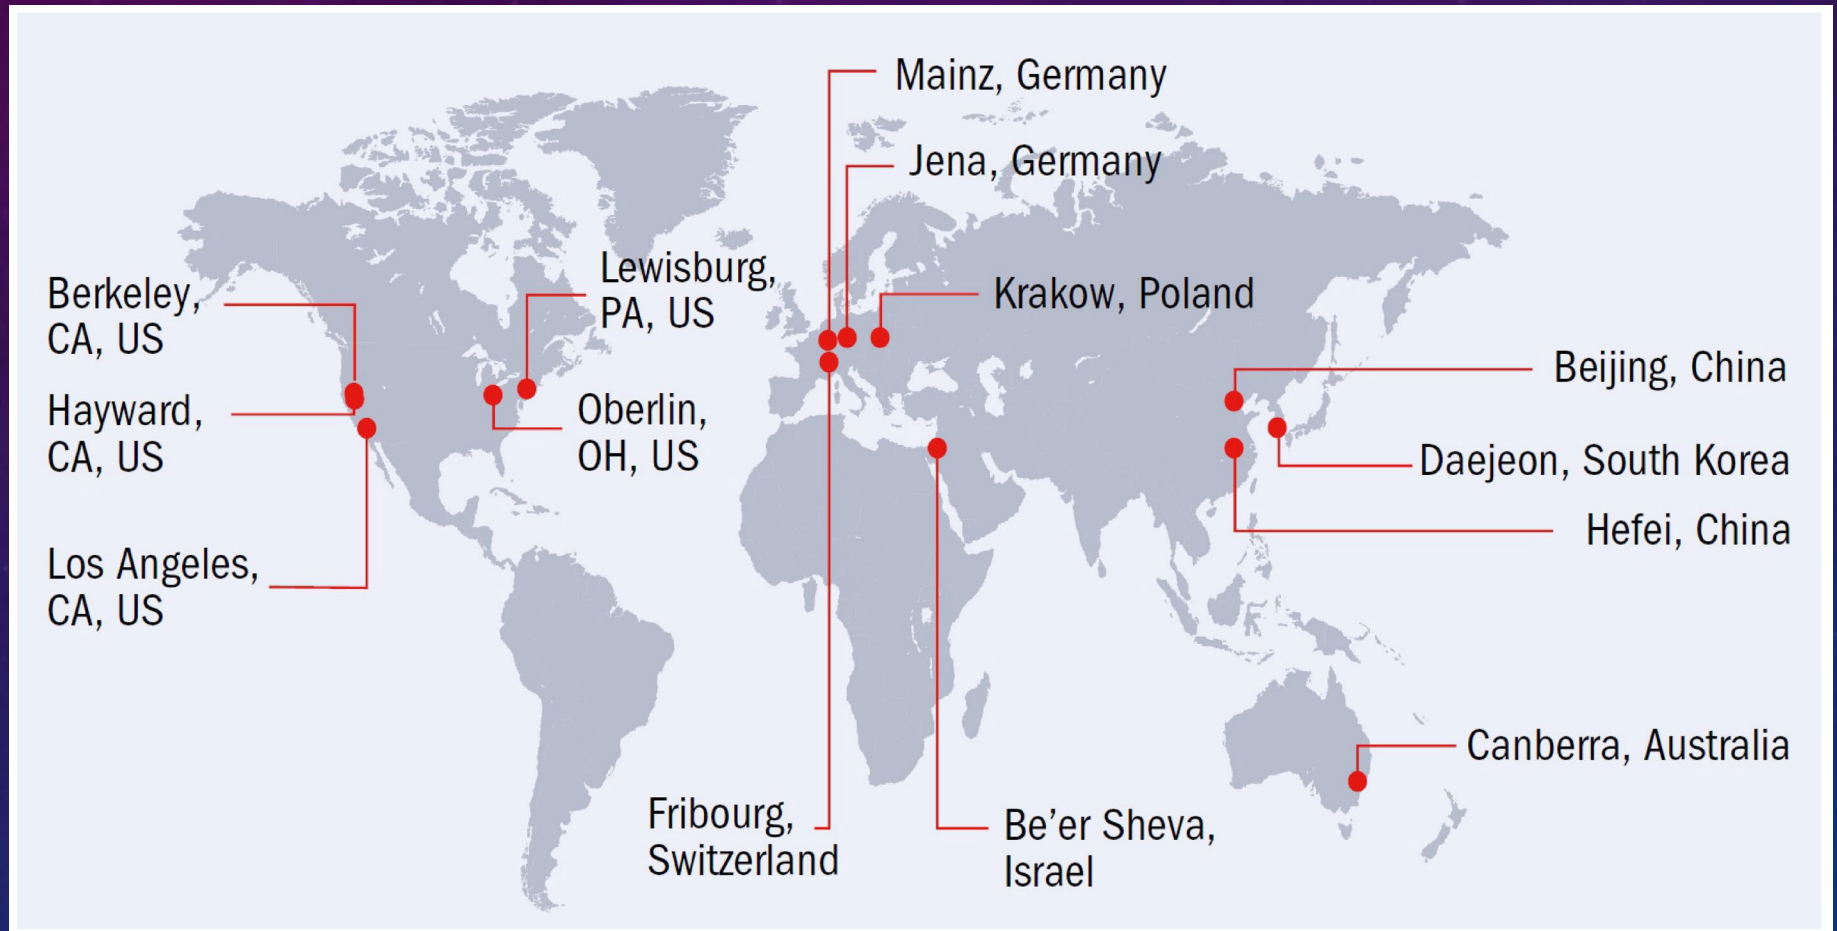 Mainz, Germany
Jena, Germany
Lewisburg,
PA, US
Krakow, Poland
Berkeley,
CA, US
Beijing, China
Hayward,
CA, US
Oberlin,
OH, US
Daejeon, South Korea
Hefei, China
Los Angeles,
CA, US
Canberra, Australia
Fribourg,
Switzerland
Be’er Sheva,
Israel